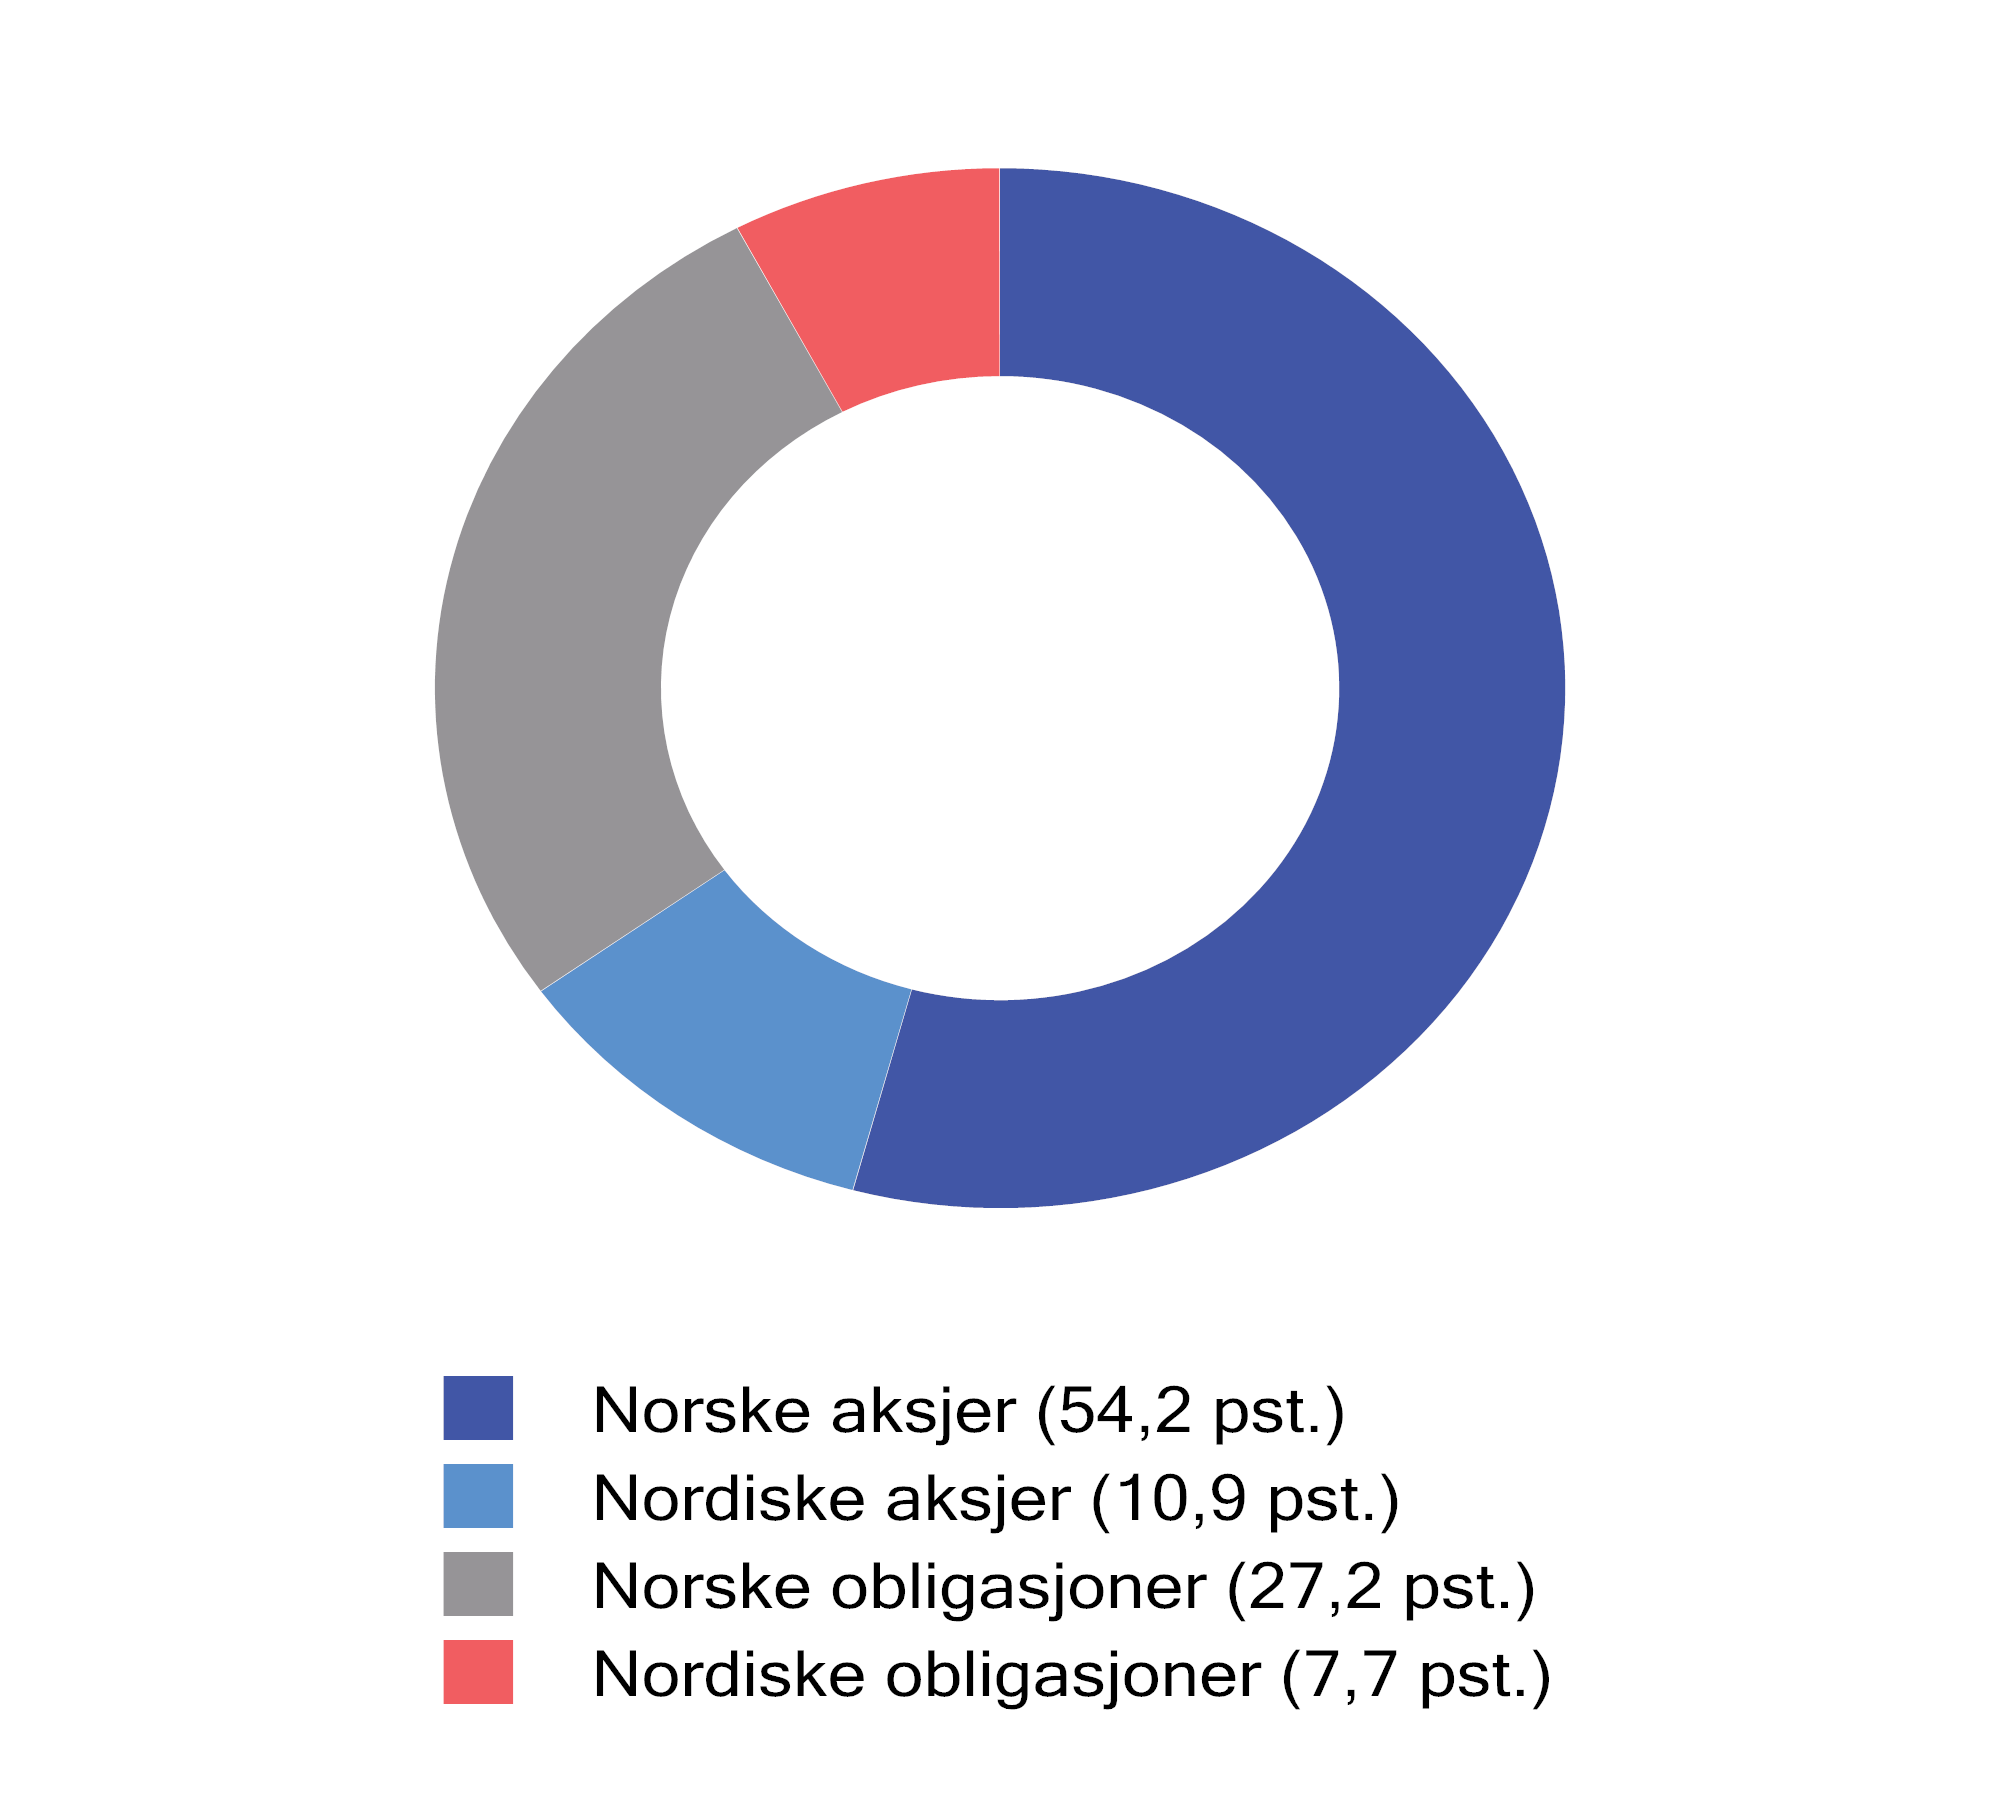 Norske aksjer (54,2 pst.)
Nordiske aksjer (10,9 pst.)
Norske obligasjoner (27,2 pst.)
Nordiske obligasjoner (7,7 pst.)